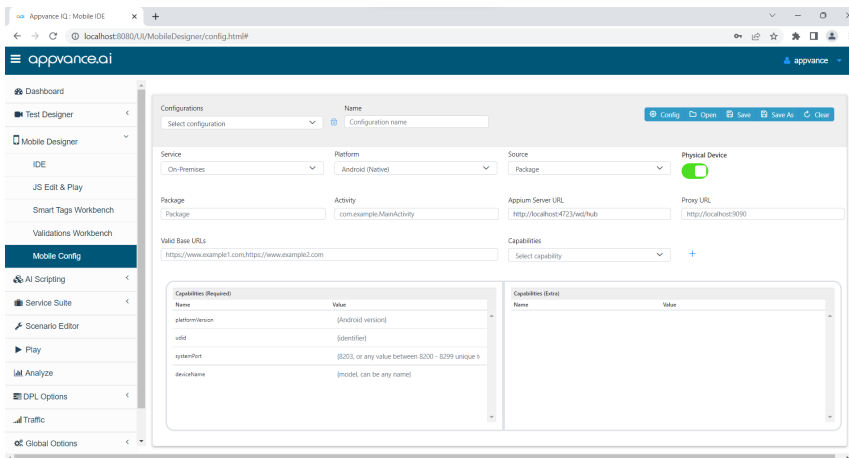 Appvance IQ : Mobile IDE
localhost:8080/UI/MobileDesigner/config.html#
appvance.ai
appvance
Dashboard
Test Designer
Mobile Designer
IDE
JS Edit & Play
Smart Tags Workbench
Validations Workbench
Mobile Config
AI Scripting
Service Suite
Scenario Editor
Play
Analyze
DPL Options
Traffic
Global Options
Configurations Name
Select configuration Configuration name
Config Open Save Save As Clear
Service Platform Source Physical Device
On-Premises Android (Native) Package
Package Activity Appium Server URL Proxy URL
Package com.example.MainActivity http://localhost:4723/wd/hub http://localhost:9090
Valid Base URLs Capabilities
https://www.example1.com,https://www.example2.com Select capability
Capabilities (Required)
Name Value
platformVersion (Android version)
udid (identifier)
systemPort (8203, or any value between 8200 - 8299 unique t
deviceName (model, can be any name)
Capabilities (Extra)
Name Value